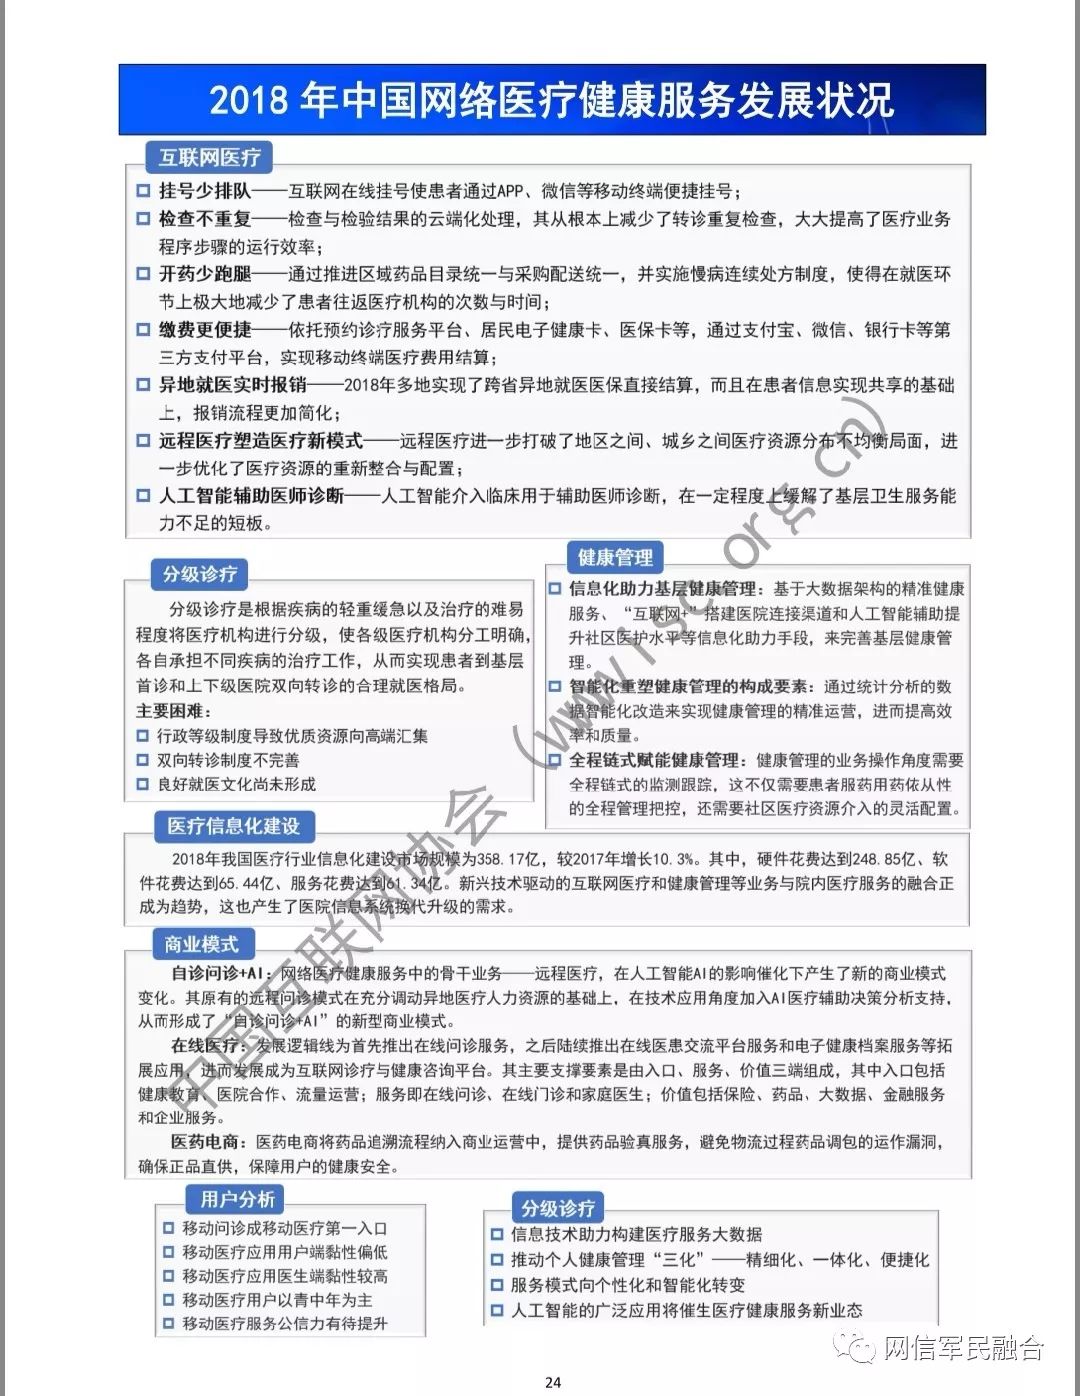 2018 年中国网络医疗健康服务发展状况
互联网医疗
挂号少排队——互联网在线挂号使患者通过APP、微信等移动终端便捷挂号；
检查不重复——检查与检验结果的云端化处理，其从根本上减少了转诊重复检查，大大提高了医疗业务
程序步骤的运行效率；
开药少跑腿——通过推进区域药品目录统一与采购配送统一，并实施慢病连续处方制度，使得在就医环
节上极大地减少了患者往返医疗机构的次数与时间；
缴费更便捷——依托预约诊疗服务平台、居民电子健康卡、医保卡等，通过支付宝、微信、银行卡等第
三方支付平台，实现移动终端医疗费用结算；
异地就医实时报销——2018年多地实现了跨省异地就医医保直接结算，而且在患者信息实现共享的基础
上，报销流程更加简化；
远程医疗塑造医疗新模式——远程医疗进一步打破了地区之间、城乡之间医疗资源分布不均衡局面，进
一步优化了医疗资源的重新整合与配置；
人工智能辅助医师诊断——人工智能介入临床用于辅助医师诊断，在一定程度上缓解了基层卫生服务能
力不足的短板。
分级诊疗
分级诊疗是根据疾病的轻重缓急以及治疗的难易
程度将医疗机构进行分级，使各级医疗机构分工明确，
各自承担不同疾病的治疗工作，从而实现患者到基层
首诊和上下级医院双向转诊的合理就医格局。
主要困难：
行政等级制度导致优质资源向高端汇集
双向转诊制度不完善
良好就医文化尚未形成
健康管理
信息化助力基层健康管理：基于大数据架构的精准健康
服务、“互联网+”搭建医院连接渠道和人工智能辅助提
升社区医护水平等信息化助力手段，来完善基层健康管
理。
智能化重塑健康管理的构成要素：通过统计分析的数
据智能化改造来实现健康管理的精准运营，进而提高效
率和质量。
全程链式赋能健康管理：健康管理的业务操作角度需要
全程链式的监测跟踪，这不仅需要患者服药用药依从性
的全程管理把控，还需要社区医疗资源介入的灵活配置。
医疗信息化建设
2018年我国医疗行业信息化建设市场规模为358.17亿，较2017年增长10.3%。其中，硬件花费达到248.85亿、软
件花费达到65.44亿、服务花费达到61.34亿。新兴技术驱动的互联网医疗和健康管理等业务与院内医疗服务的融合正
成为趋势，这也产生了医院信息系统换代升级的需求。
商业模式
自诊问诊+AI：网络医疗健康服务中的骨干业务——远程医疗，在人工智能AI的影响催化下产生了新的商业模式
变化。其原有的远程问诊模式在充分调动异地医疗人力资源的基础上，在技术应用角度加入AI医疗辅助决策分析支持，
从而形成了“自诊问诊+AI”的新型商业模式。
在线医疗：发展逻辑线为首先推出在线问诊服务，之后陆续推出在线医患交流平台服务和电子健康档案服务等拓
展应用，进而发展成为互联网诊疗与健康咨询平台。其主要支撑要素是由入口、服务、价值三端组成，其中入口包括
健康教育、医院合作、流量运营；服务即在线问诊、在线门诊和家庭医生；价值包括保险、药品、大数据、金融服务
和企业服务。
医药电商：医药电商将药品追溯流程纳入商业运营中，提供药品验真服务，避免物流过程药品调包的运作漏洞，
确保正品直供，保障用户的健康安全。
用户分析
移动问诊成移动医疗第一入口
移动医疗应用用户端黏性偏低
移动医疗应用医生端黏性较高
移动医疗用户以青中年为主
移动医疗服务公信力有待提升
分级诊疗
信息技术助力构建医疗服务大数据
推动个人健康管理“三化”——精细化、一体化、便捷化
服务模式向个性化和智能化转变
人工智能的广泛应用将催生医疗健康服务新业态
中国互联网协会（www.isc.org.cn）
网信军民融合
24